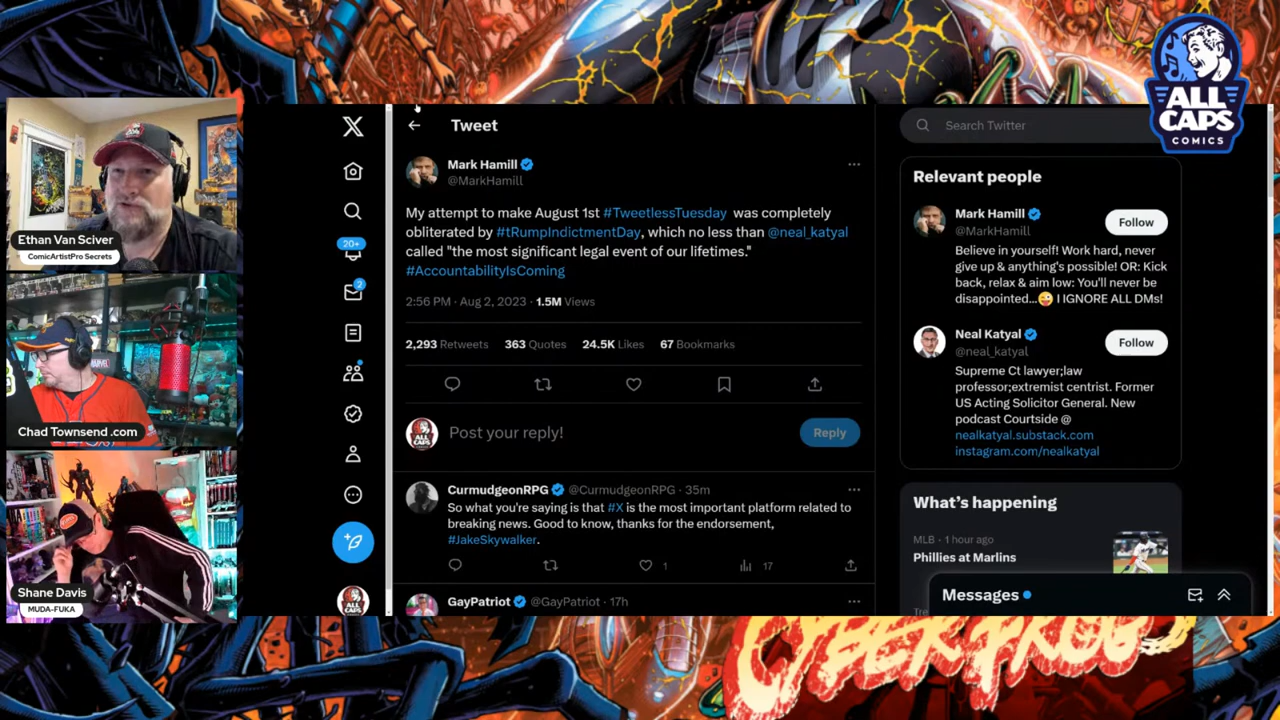 ALL
CAPS
COMICS
Ethan Van Sciver
ComicArtistPro Secrets
Chad Townsend .com
Shane Davis
MUDA-FUKA
20+
2
Tweet
Mark Hamill
@MarkHamill
My attempt to make August 1st #TweetlessTuesday was completely
obliterated by #tRumpIndictmentDay, which no less than @neal_katyal
called "the most significant legal event of our lifetimes."
#AccountabilityIsComing
2:56 PM · Aug 2, 2023 · 1.5M Views
2,293 Retweets 363 Quotes 24.5K Likes 67 Bookmarks
ALL CAPS
Post your reply!
Reply
CurmudgeonRPG @CurmudgeonRPG · 35m
So what you're saying is that #X is the most important platform related to
breaking news. Good to know, thanks for the endorsement,
#JakeSkywalker.
1 17
GayPatriot @GayPatriot · 17h
Search Twitter
Relevant people
Mark Hamill
@MarkHamill
Follow
Believe in yourself! Work hard, never
give up & anything's possible! OR: Kick
back, relax & aim low: You'll never be
disappointed...😜 I IGNORE ALL DMs!
Neal Katyal
@neal_katyal
Follow
Supreme Ct lawyer;law
professor;extremist centrist. Former
US Acting Solicitor General. New
podcast Courtside @
nealkatyal.substack.com
instagram.com/nealkatyal
What's happening
MLB · 1 hour ago
Phillies at Marlins
Tre
Messages
ALL CAPS
CYBERFROG